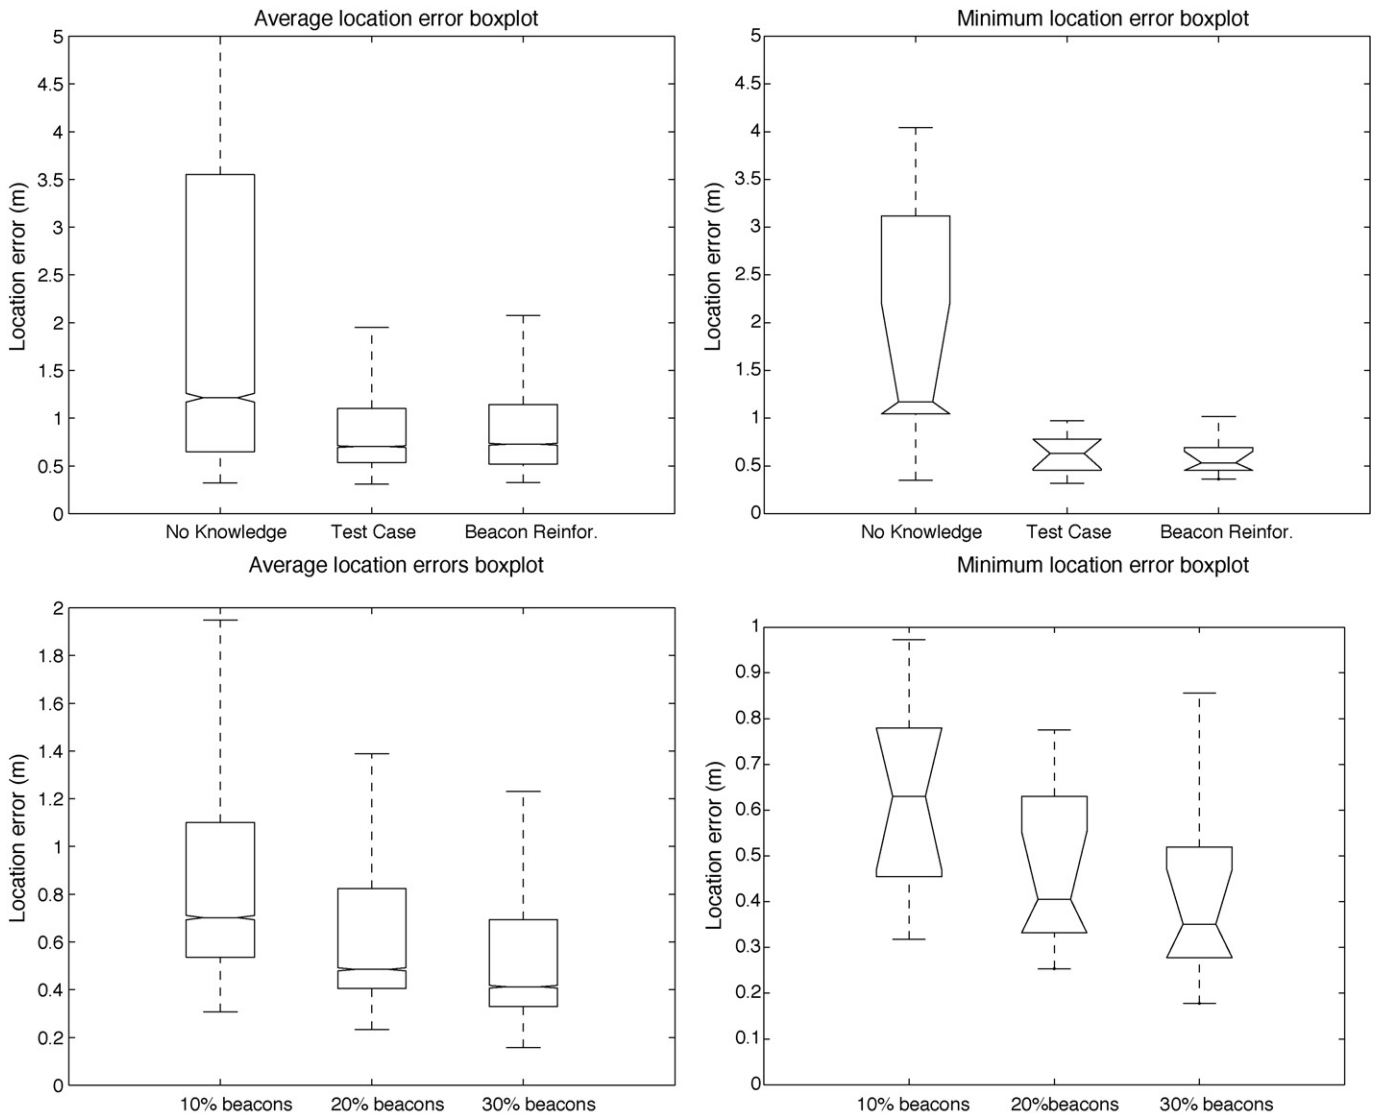 Average location error boxplot
Location error (m)
5
4.5
4
3.5
3
2.5
2
1.5
1
0.5
0
No Knowledge
Test Case
Beacon Reinfor.
Minimum location error boxplot
Location error (m)
5
4.5
4
3.5
3
2.5
2
1.5
1
0.5
0
No Knowledge
Test Case
Beacon Reinfor.
Average location errors boxplot
Location error (m)
2
1.8
1.6
1.4
1.2
1
0.8
0.6
0.4
0.2
0
10% beacons
20% beacons
30% beacons
Minimum location error boxplot
Location error (m)
1
0.9
0.8
0.7
0.6
0.5
0.4
0.3
0.2
0.1
0
10% beacons
20%beacons
30% beacons